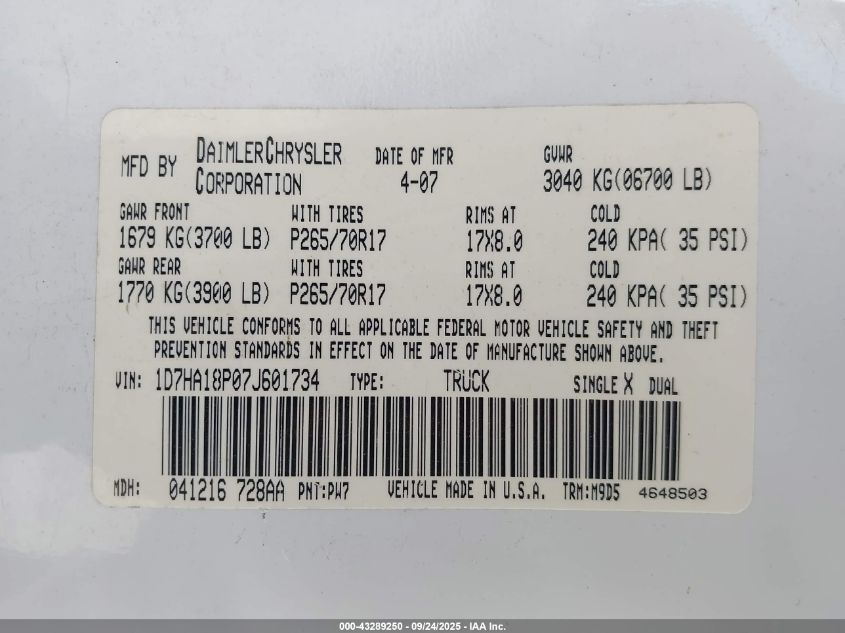 MFD BY DAIMLERCHRYSLER CORPORATION DATE OF MFR 4-07 GVWR 3040 KG(06700 LB)
GAWR FRONT WITH TIRES RIMS AT COLD
1679 KG(3700 LB) P265/70R17 17X8.0 240 KPA( 35 PSI)
GAWR REAR WITH TIRES RIMS AT COLD
1770 KG(3900 LB) P265/70R17 17X8.0 240 KPA( 35 PSI)
THIS VEHICLE CONFORMS TO ALL APPLICABLE FEDERAL MOTOR VEHICLE SAFETY AND THEFT
PREVENTION STANDARDS IN EFFECT ON THE DATE OF MANUFACTURE SHOWN ABOVE.
VIN: 1D7HA18P07J601734 TYPE: TRUCK SINGLE X DUAL
MDH: 041216 728AA PNT:PW7 VEHICLE MADE IN U.S.A. TRM:M9D5 4648503
000-43289250 - 09/24/2025 - IAA Inc.